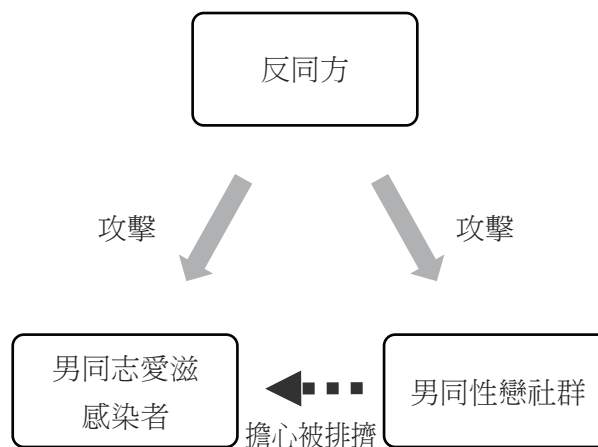 反同方
攻擊
攻擊
男同志愛滋
感染者
擔心被排擠
男同性戀社群